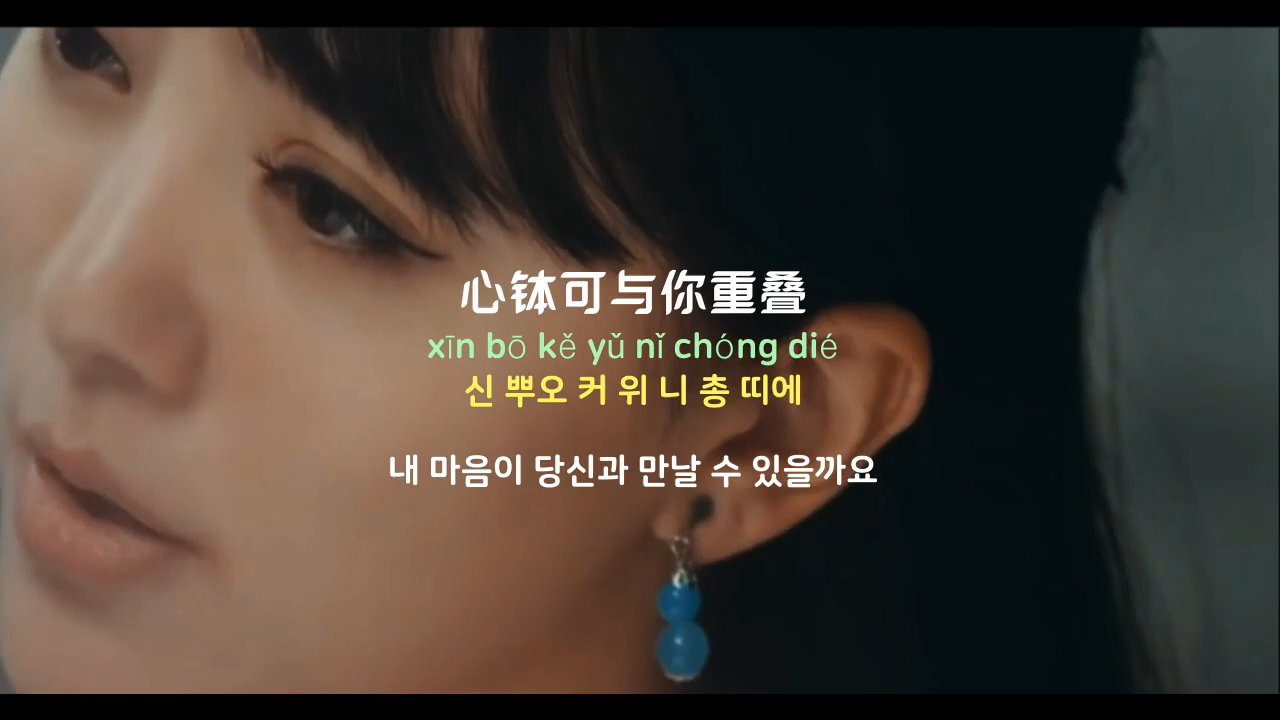 心钵可与你重叠
xīn bō kě yǔ nǐ chóng dié
신 뿌오 커 위 니 총 띠에
내 마음이 당신과 만날 수 있을까요